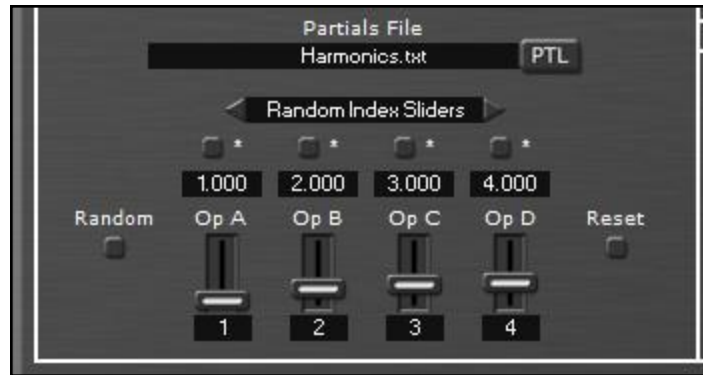 Partials File
Harmonics.txt PTL
Random Index Sliders
* * * *
1.000 2.000 3.000 4.000
Random Op A Op B Op C Op D Reset
1 2 3 4